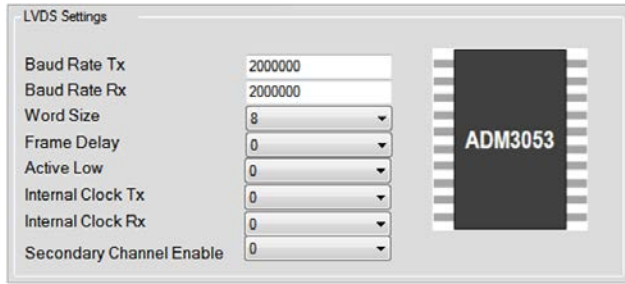 LVDS Settings
Baud Rate Tx 2000000
Baud Rate Rx 2000000
Word Size 8
Frame Delay 0
Active Low 0
Internal Clock Tx 0
Internal Clock Rx 0
Secondary Channel Enable 0
ADM3053